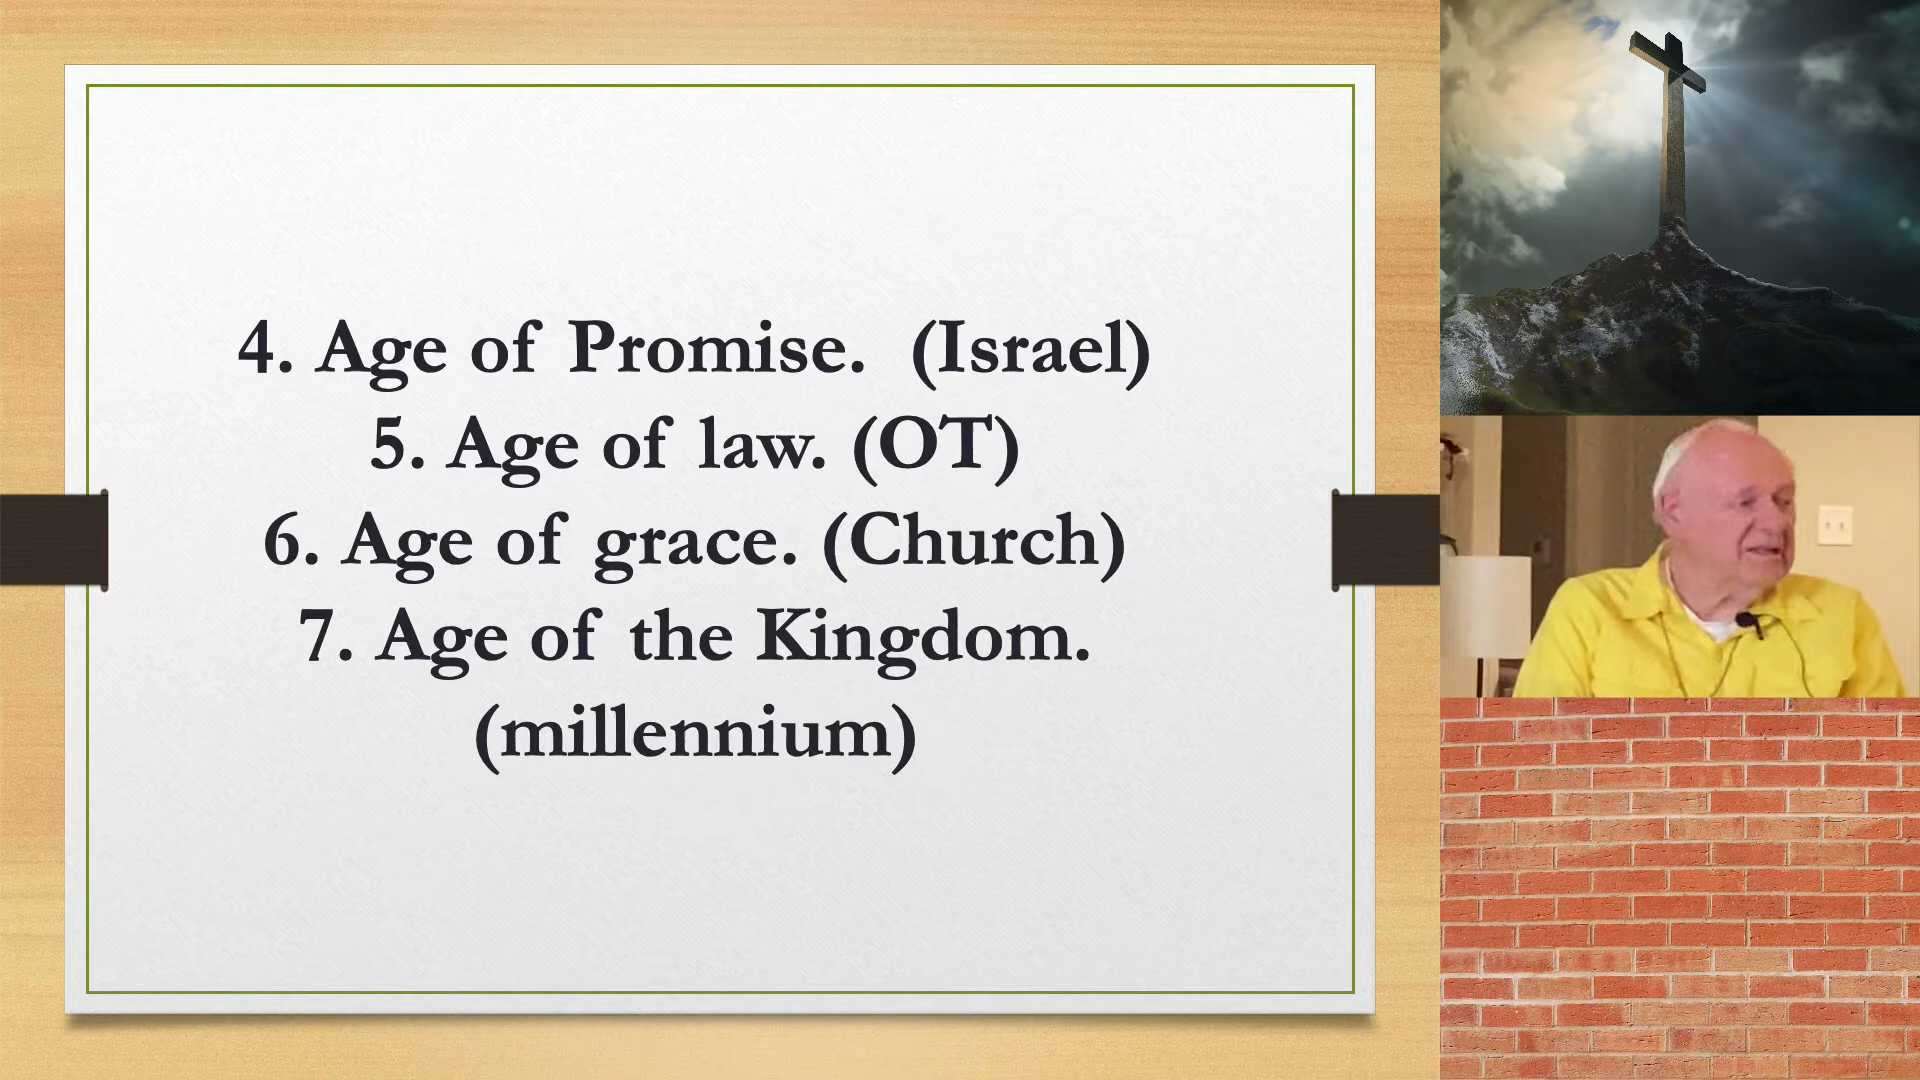 4. Age of Promise. (Israel)
5. Age of law. (OT)
6. Age of grace. (Church)
7. Age of the Kingdom.
(millennium)